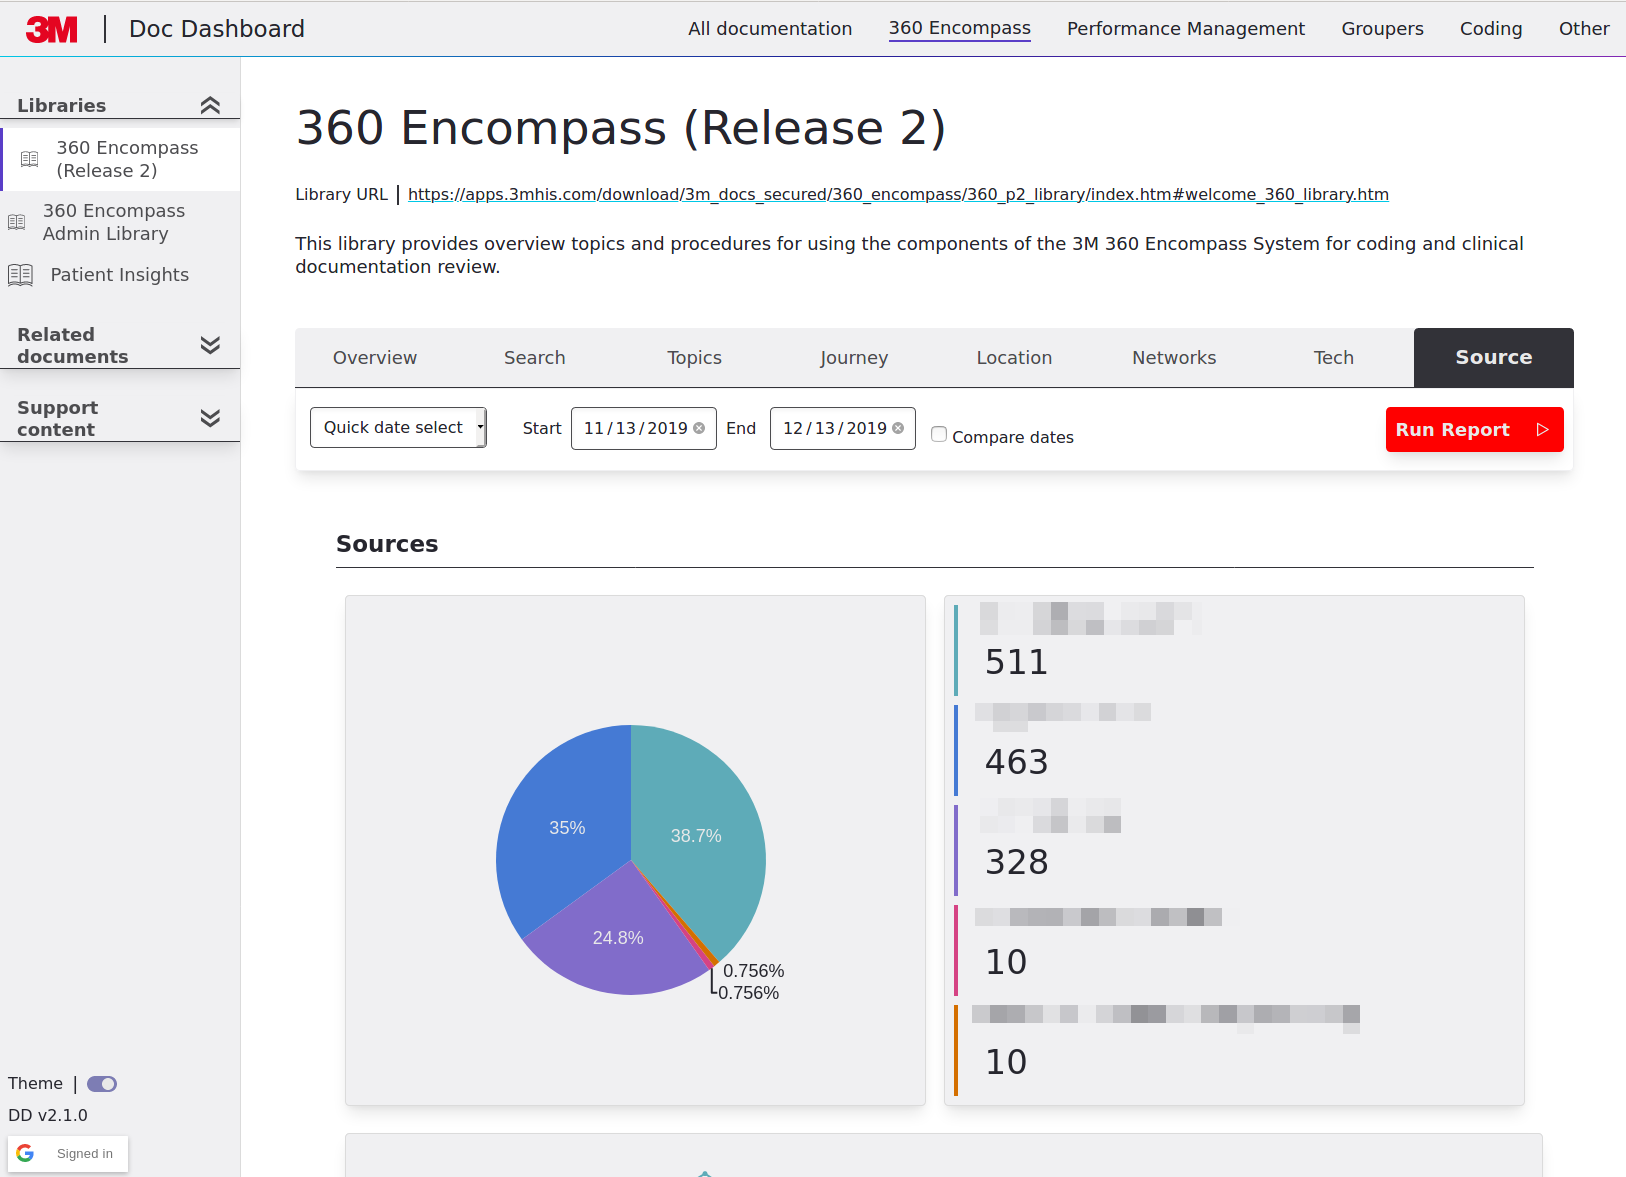 3M
Doc Dashboard
All documentation
360 Encompass
Performance Management
Groupers
Coding
Other
Libraries
360 Encompass
(Release 2)
360 Encompass
Admin Library
Patient Insights
Related
documents
Support
content
Theme |
DD v2.1.0
Signed in
360 Encompass (Release 2)
Library URL | https://apps.3mhis.com/download/3m_docs_secured/360_encompass/360_p2_library/index.htm#welcome_360_library.htm
This library provides overview topics and procedures for using the components of the 3M 360 Encompass System for coding and clinical
documentation review.
Overview
Search
Topics
Journey
Location
Networks
Tech
Source
Quick date select
Start
11/13/2019
End
12/13/2019
Compare dates
Run Report
Sources
35%
38.7%
24.8%
0.756%
0.756%
511
463
328
10
10